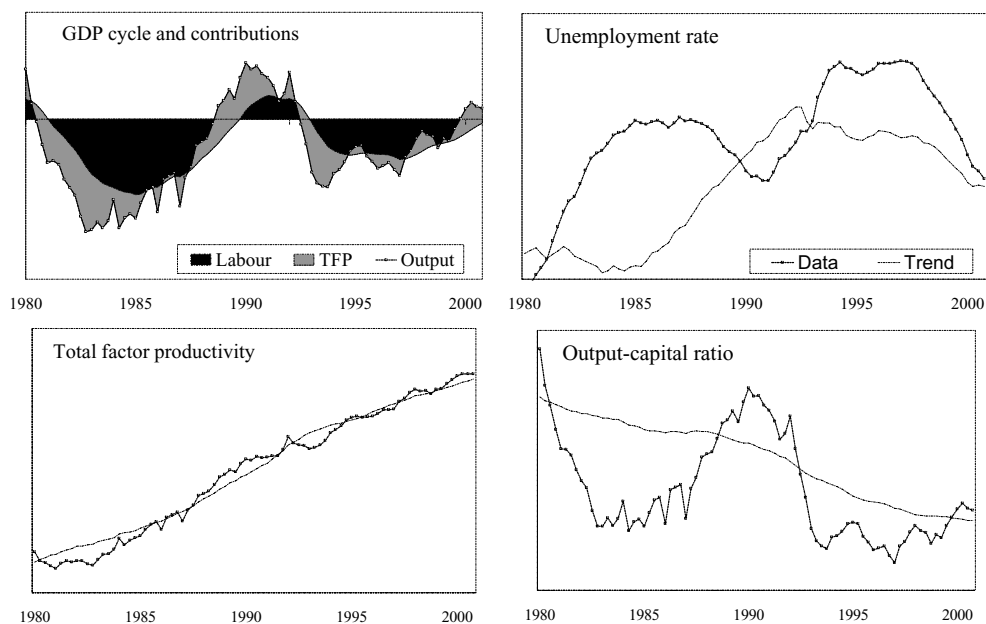 GDP cycle and contributions
Labour TFP Output
1980 1985 1990 1995 2000
Unemployment rate
Data Trend
1980 1985 1990 1995 2000
Total factor productivity
1980 1985 1990 1995 2000
Output-capital ratio
1980 1985 1990 1995 2000